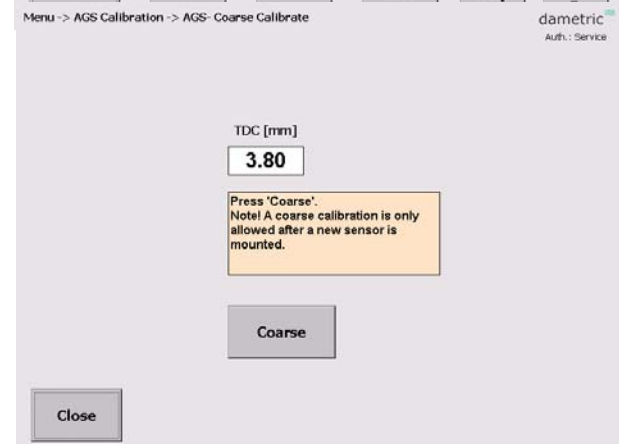 Menu -> AGS Calibration -> AGS- Coarse Calibrate
dametric
Auth.: Service
TDC [mm]
3.80
Press 'Coarse'.
Note! A coarse calibration is only
allowed after a new sensor is
mounted.
Coarse
Close